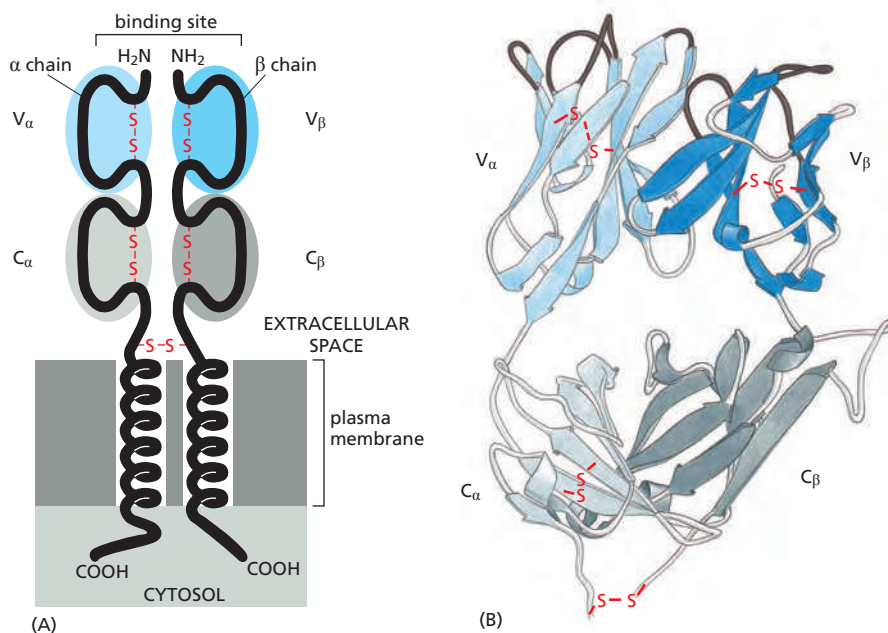 binding site
H₂N NH₂
α chain β chain
Vα Vβ
S
S
S
S
Cα Cβ
S
S
S
S
EXTRACELLULAR
SPACE
S S
plasma
membrane
COOH COOH
CYTOSOL
(A)
Vα Vβ
S
S
S S
Cα Cβ
S
S
S S
(B)